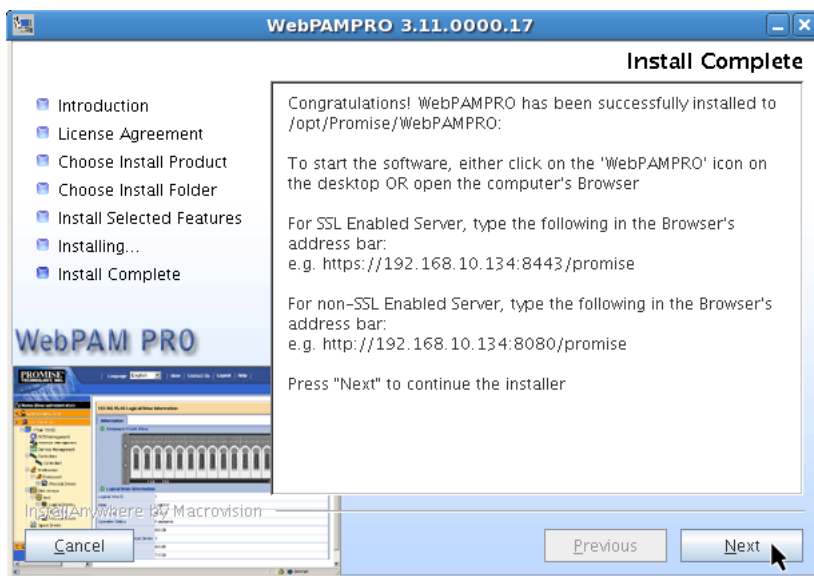 WebPAMPRO 3.11.0000.17
Install Complete
Introduction
License Agreement
Choose Install Product
Choose Install Folder
Install Selected Features
Installing...
Install Complete
Congratulations! WebPAMPRO has been successfully installed to
/opt/Promise/WebPAMPRO:
To start the software, either click on the 'WebPAMPRO' icon on
the desktop OR open the computer's Browser
For SSL Enabled Server, type the following in the Browser's
address bar:
e.g. https://192.168.10.134:8443/promise
For non-SSL Enabled Server, type the following in the Browser's
address bar:
e.g. http://192.168.10.134:8080/promise
Press "Next" to continue the installer
WebPAM PRO
PROMISE
TECHNOLOGY, INC.
Language English
Information
InstallAnywhere by Macrovision
Cancel
Previous
Next